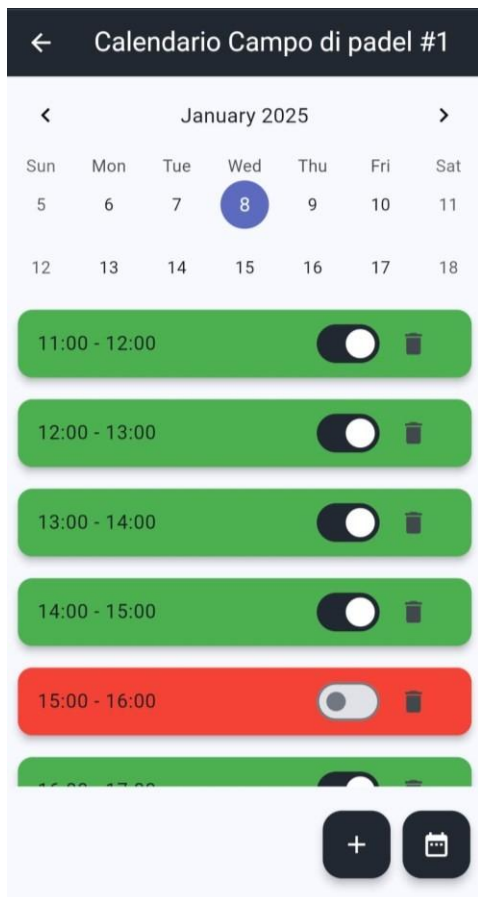 Calendario Campo di padel #1
January 2025
Sun Mon Tue Wed Thu Fri Sat
5 6 7 8 9 10 11
12 13 14 15 16 17 18
11:00 - 12:00
12:00 - 13:00
13:00 - 14:00
14:00 - 15:00
15:00 - 16:00